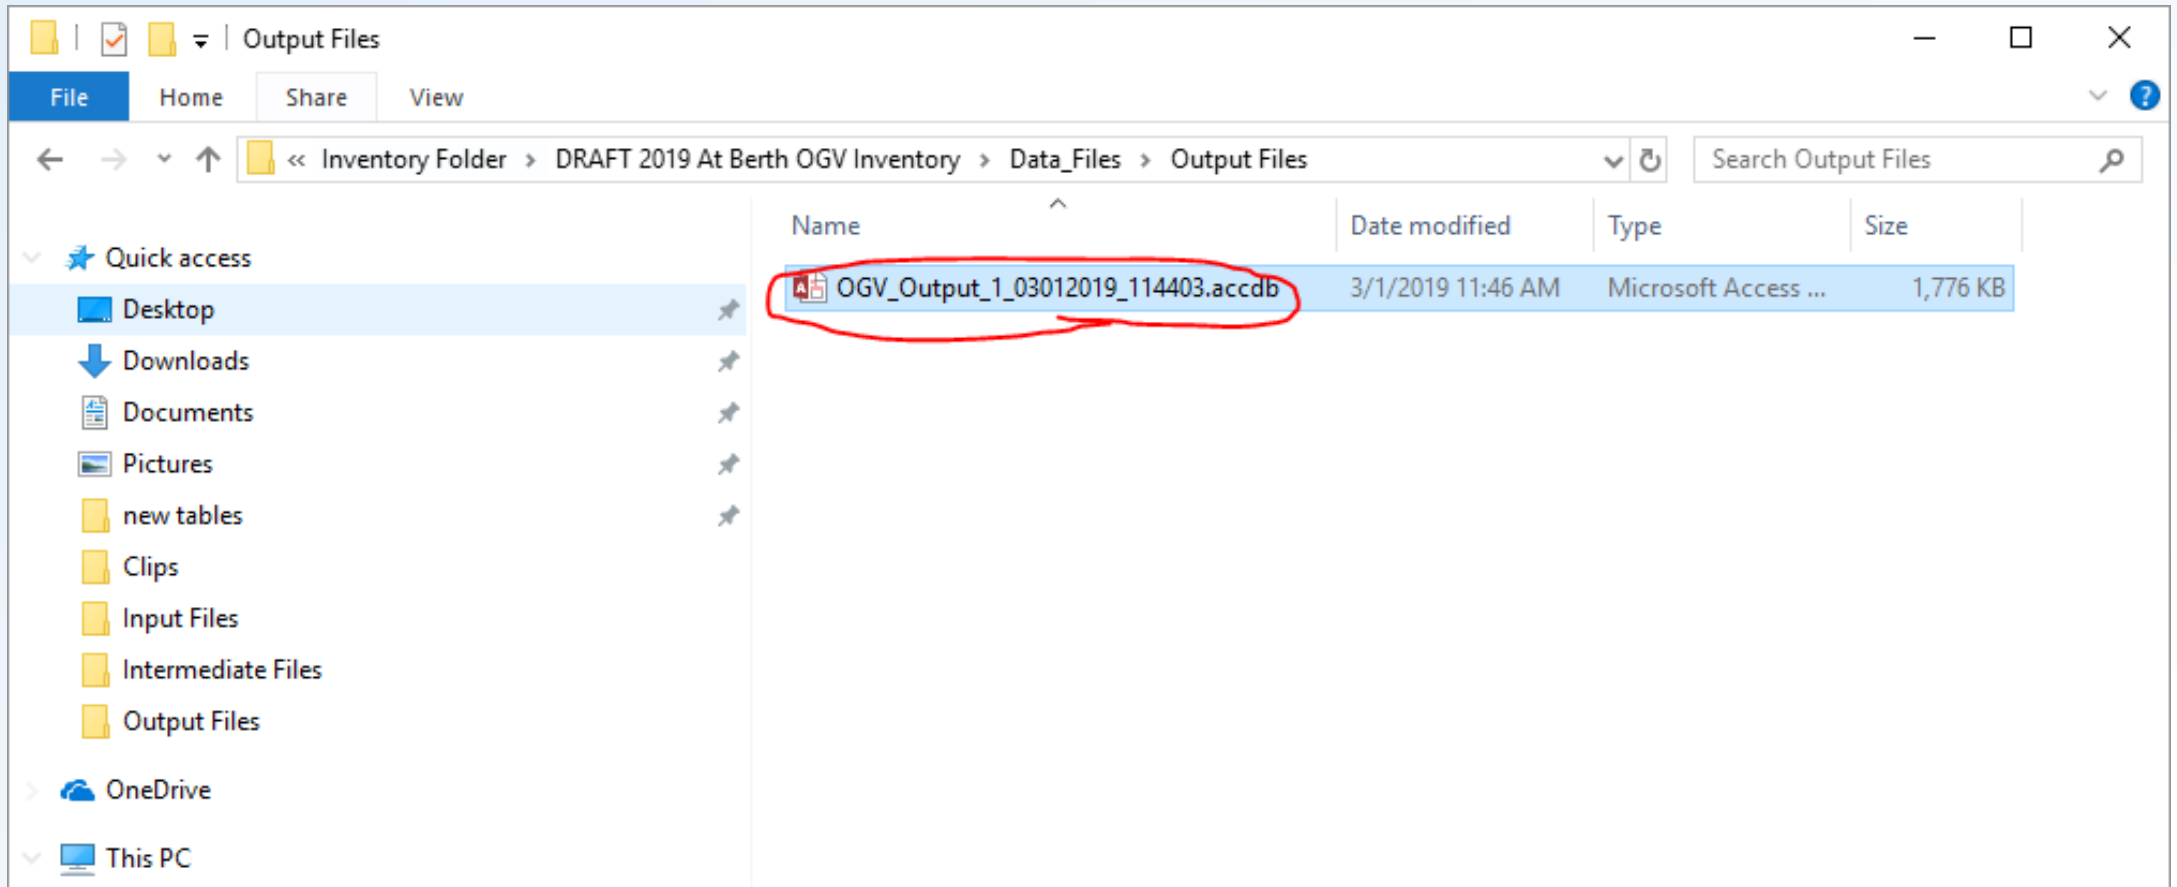 Output Files
File Home Share View
« Inventory Folder > DRAFT 2019 At Berth OGV Inventory > Data_Files > Output Files
Search Output Files
Name Date modified Type Size
OGV_Output_1_03012019_114403.accdb 3/1/2019 11:46 AM Microsoft Access ... 1,776 KB
Quick access
Desktop
Downloads
Documents
Pictures
new tables
Clips
Input Files
Intermediate Files
Output Files
OneDrive
This PC